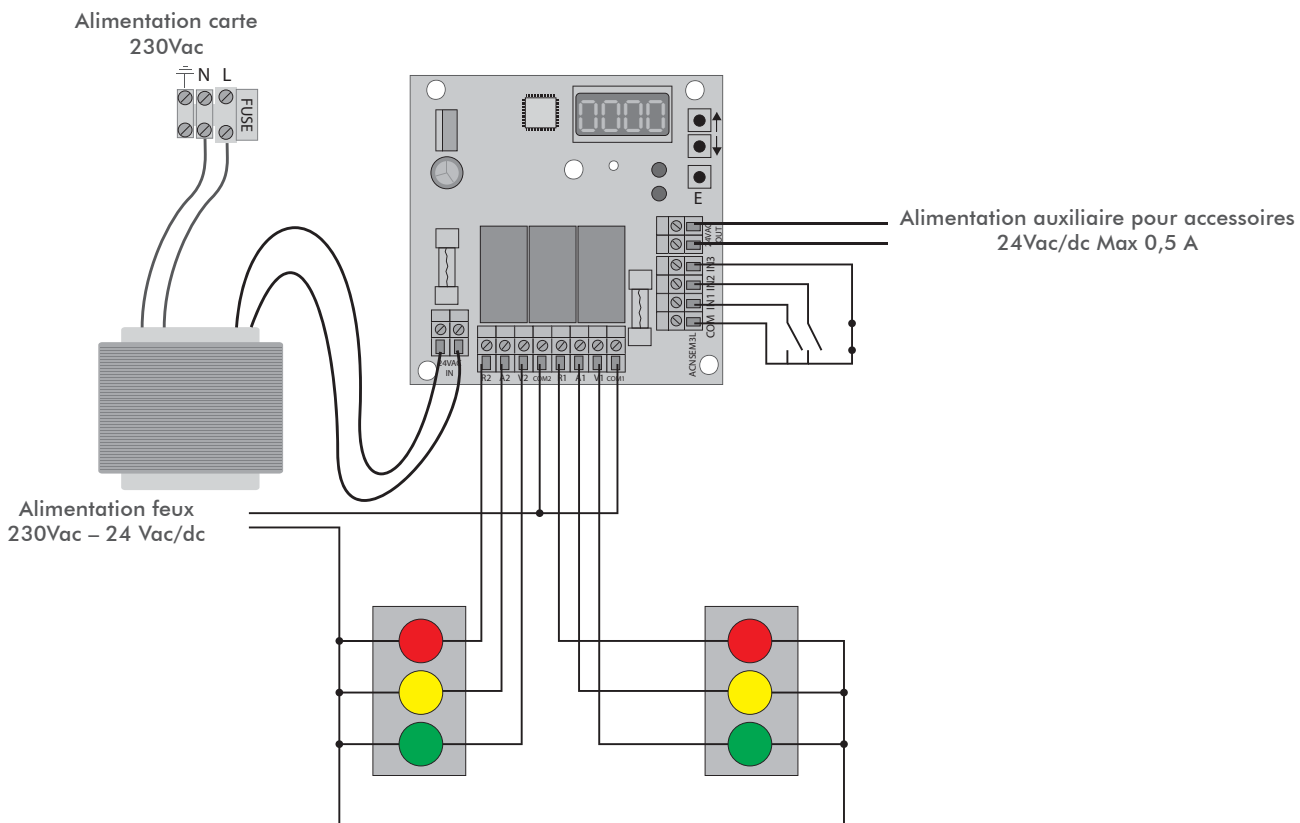 Alimentation carte
230Vac
N L
FUSE
0000
E
24VAC
OUT
Alimentation auxiliaire pour accessoires
24Vac/dc Max 0,5 A
COM IN1 IN2 IN3
ACNSEM3L
24VAC
IN
R2 A2 V2 COM2 R1 A1 V1 COM1
Alimentation feux
230Vac – 24 Vac/dc